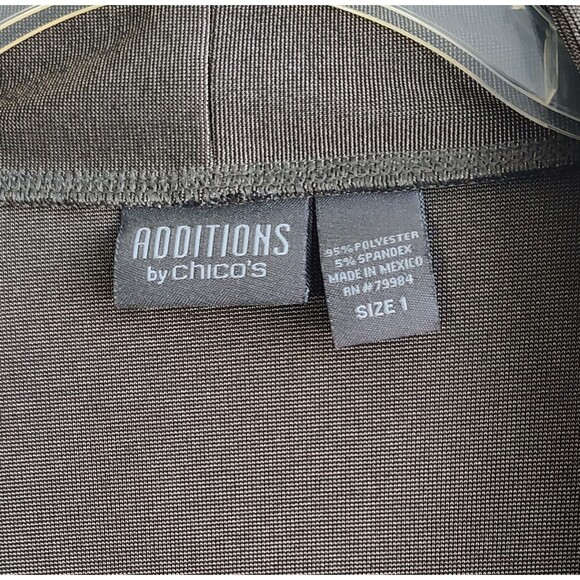 ADDITIONS
by chico's
95% POLYESTER
5% SPANDEX
MADE IN MEXICO
RN #79984
SIZE 1